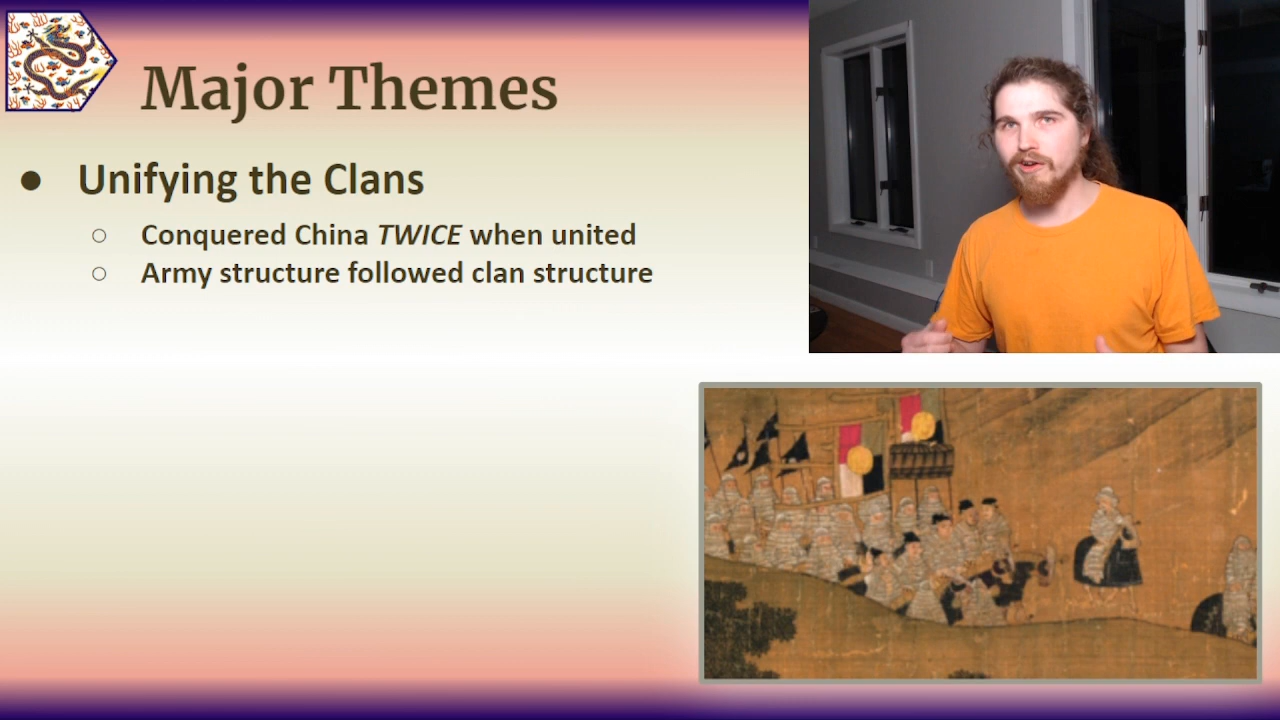 Major Themes
● Unifying the Clans
○ Conquered China TWICE when united
○ Army structure followed clan structure